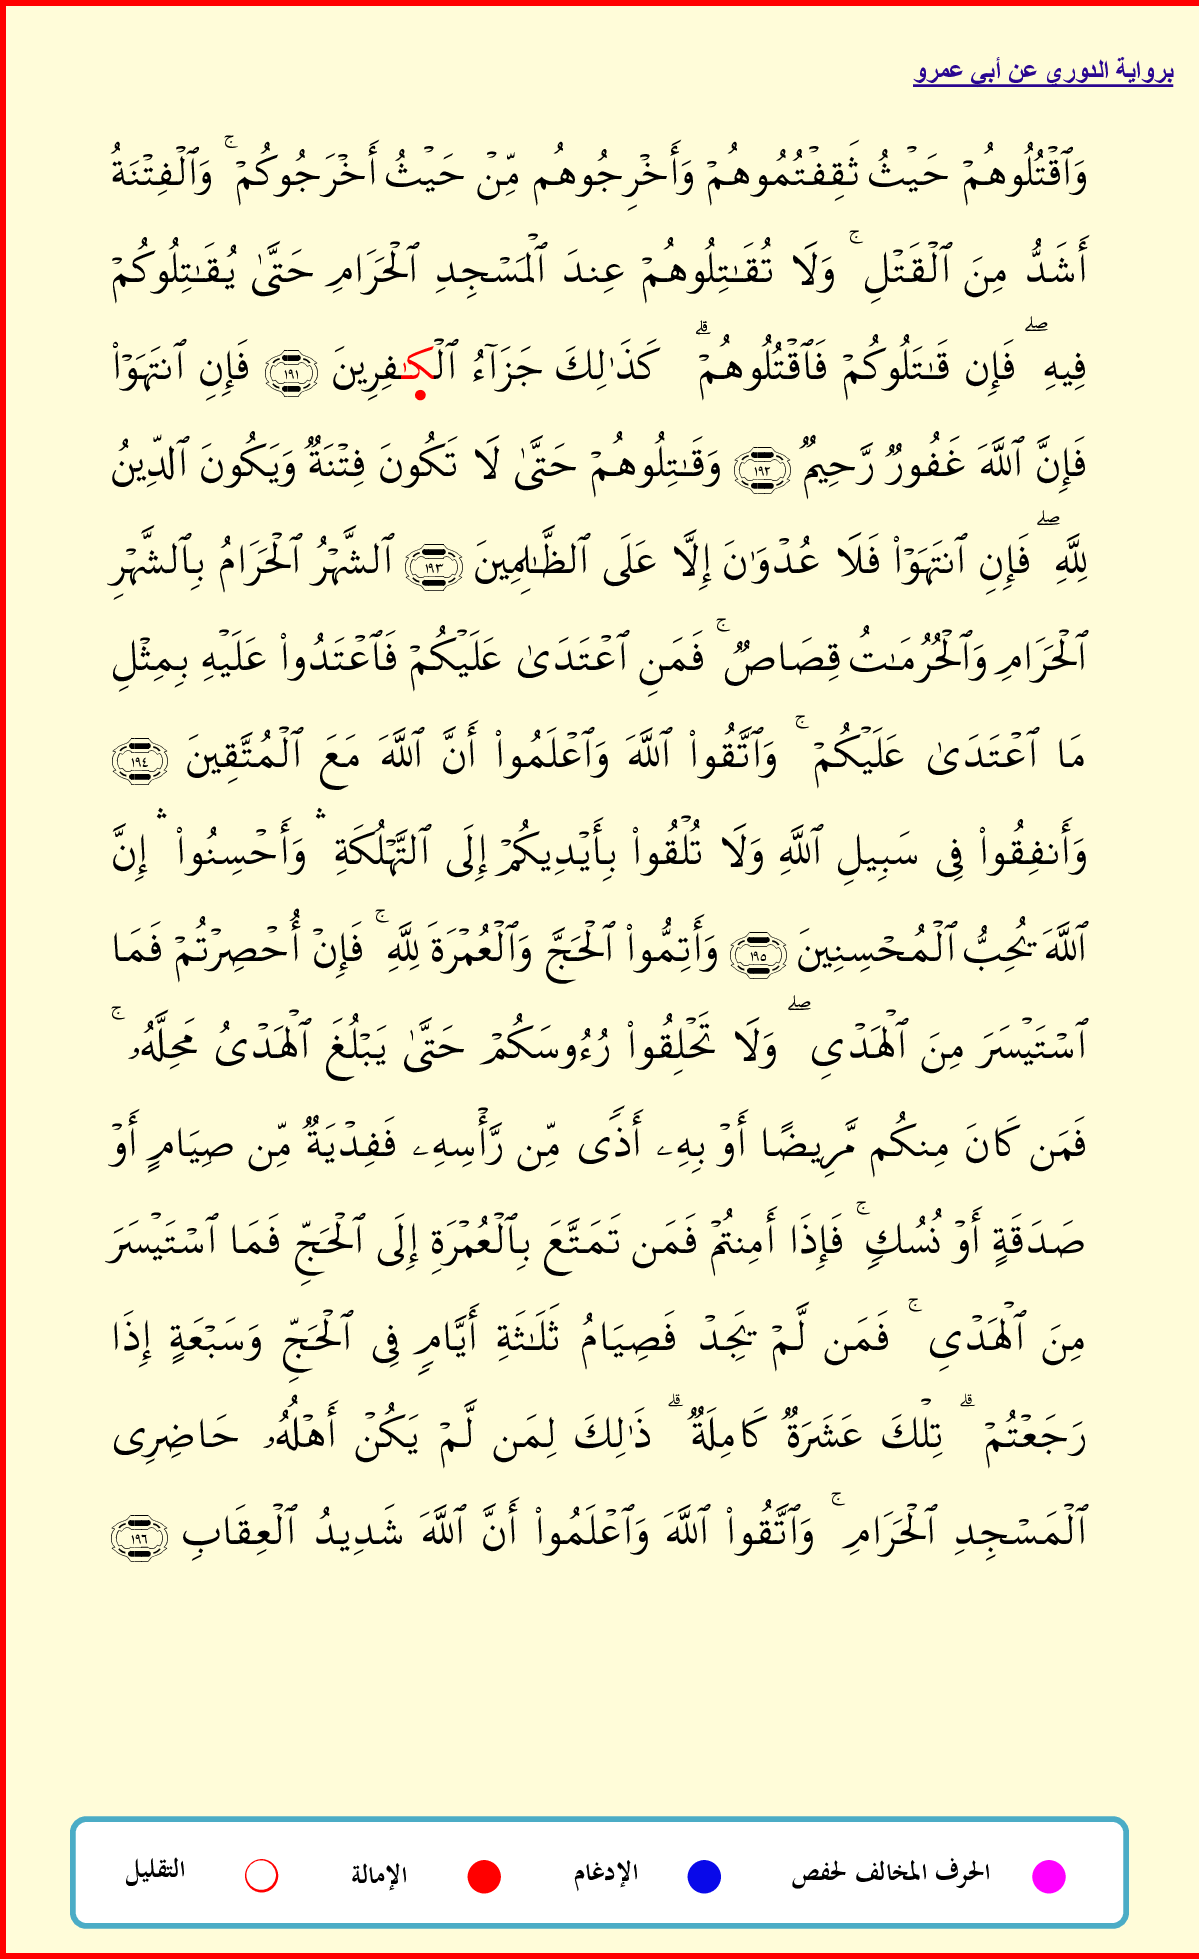 برواية الدوري عن أبي عمرو
وَٱقۡتُلُوهُمۡ حَيۡثُ ثَقِفۡتُمُوهُمۡ وَأَخۡرِجُوهُم مِّنۡ حَيۡثُ أَخۡرَجُوكُمۡۚ وَٱلۡفِتۡنَةُ
أَشَدُّ مِنَ ٱلۡقَتۡلِۚ وَلَا تُقَٰتِلُوهُمۡ عِندَ ٱلۡمَسۡجِدِ ٱلۡحَرَامِ حَتَّىٰ يُقَٰتِلُوكُمۡ
فِيهِۖ فَإِن قَٰتَلُوكُمۡ فَٱقۡتُلُوهُمۡۗ كَذَٰلِكَ جَزَآءُ ٱلۡكَٰفِرِينَ ١٩١ فَإِنِ ٱنتَهَوۡاْ
فَإِنَّ ٱللَّهَ غَفُورٞ رَّحِيمٞ ١٩٢ وَقَٰتِلُوهُمۡ حَتَّىٰ لَا تَكُونَ فِتۡنَةٞ وَيَكُونَ ٱلدِّينُ
لِلَّهِۖ فَإِنِ ٱنتَهَوۡاْ فَلَا عُدۡوَٰنَ إِلَّا عَلَى ٱلظَّٰلِمِينَ ١٩٣ ٱلشَّهۡرُ ٱلۡحَرَامُ بِٱلشَّهۡرِ
ٱلۡحَرَامِ وَٱلۡحُرُمَٰتُ قِصَاصٞۚ فَمَنِ ٱعۡتَدَىٰ عَلَيۡكُمۡ فَٱعۡتَدُواْ عَلَيۡهِ بِمِثۡلِ
مَا ٱعۡتَدَىٰ عَلَيۡكُمۡۚ وَٱتَّقُواْ ٱللَّهَ وَٱعۡلَمُواْ أَنَّ ٱللَّهَ مَعَ ٱلۡمُتَّقِينَ ١٩٤
وَأَنفِقُواْ فِي سَبِيلِ ٱللَّهِ وَلَا تُلۡقُواْ بِأَيۡدِيكُمۡ إِلَى ٱلتَّهۡلُكَةِۛ وَأَحۡسِنُواْۛ إِنَّ
ٱللَّهَ يُحِبُّ ٱلۡمُحۡسِنِينَ ١٩٥ وَأَتِمُّواْ ٱلۡحَجَّ وَٱلۡعُمۡرَةَ لِلَّهِۚ فَإِنۡ أُحۡصِرۡتُمۡ فَمَا
ٱسۡتَيۡسَرَ مِنَ ٱلۡهَدۡيِۖ وَلَا تَحۡلِقُواْ رُءُوسَكُمۡ حَتَّىٰ يَبۡلُغَ ٱلۡهَدۡيُ مَحِلَّهُۥۚ
فَمَن كَانَ مِنكُم مَّرِيضًا أَوۡ بِهِۦ أَذٗى مِّن رَّأۡسِهِۦ فَفِدۡيَةٞ مِّن صِيَامٍ أَوۡ
صَدَقَةٍ أَوۡ نُسُكٖۚ فَإِذَا أَمِنتُمۡ فَمَن تَمَتَّعَ بِٱلۡعُمۡرَةِ إِلَى ٱلۡحَجِّ فَمَا ٱسۡتَيۡسَرَ
مِنَ ٱلۡهَدۡيِۚ فَمَن لَّمۡ يَجِدۡ فَصِيَامُ ثَلَٰثَةِ أَيَّامٖ فِي ٱلۡحَجِّ وَسَبۡعَةٍ إِذَا
رَجَعۡتُمۡۗ تِلۡكَ عَشَرَةٞ كَامِلَةٞۗ ذَٰلِكَ لِمَن لَّمۡ يَكُنۡ أَهۡلُهُۥ حَاضِرِي
ٱلۡمَسۡجِدِ ٱلۡحَرَامِۚ وَٱتَّقُواْ ٱللَّهَ وَٱعۡلَمُواْ أَنَّ ٱللَّهَ شَدِيدُ ٱلۡعِقَابِ ١٩٦
الحرف المخالف لحفص الإدغام الإمالة التقليل